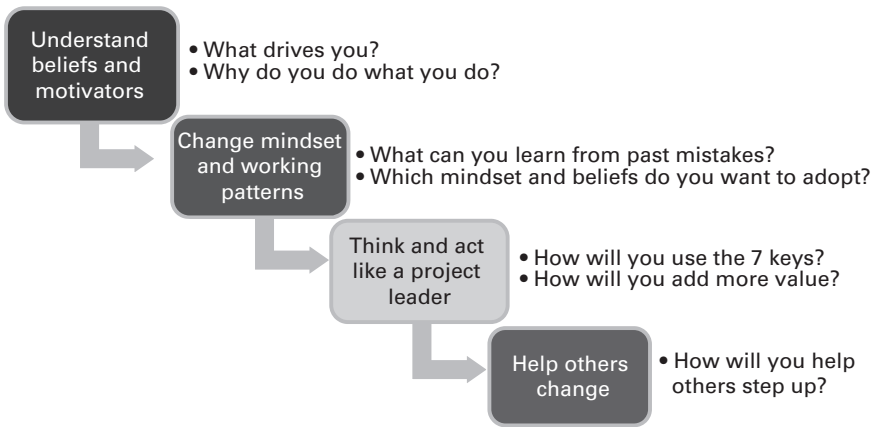 Understand
beliefs and
motivators
• What drives you?
• Why do you do what you do?
Change mindset
and working
patterns
• What can you learn from past mistakes?
• Which mindset and beliefs do you want to adopt?
Think and act
like a project
leader
• How will you use the 7 keys?
• How will you add more value?
Help others
change
• How will you help
others step up?